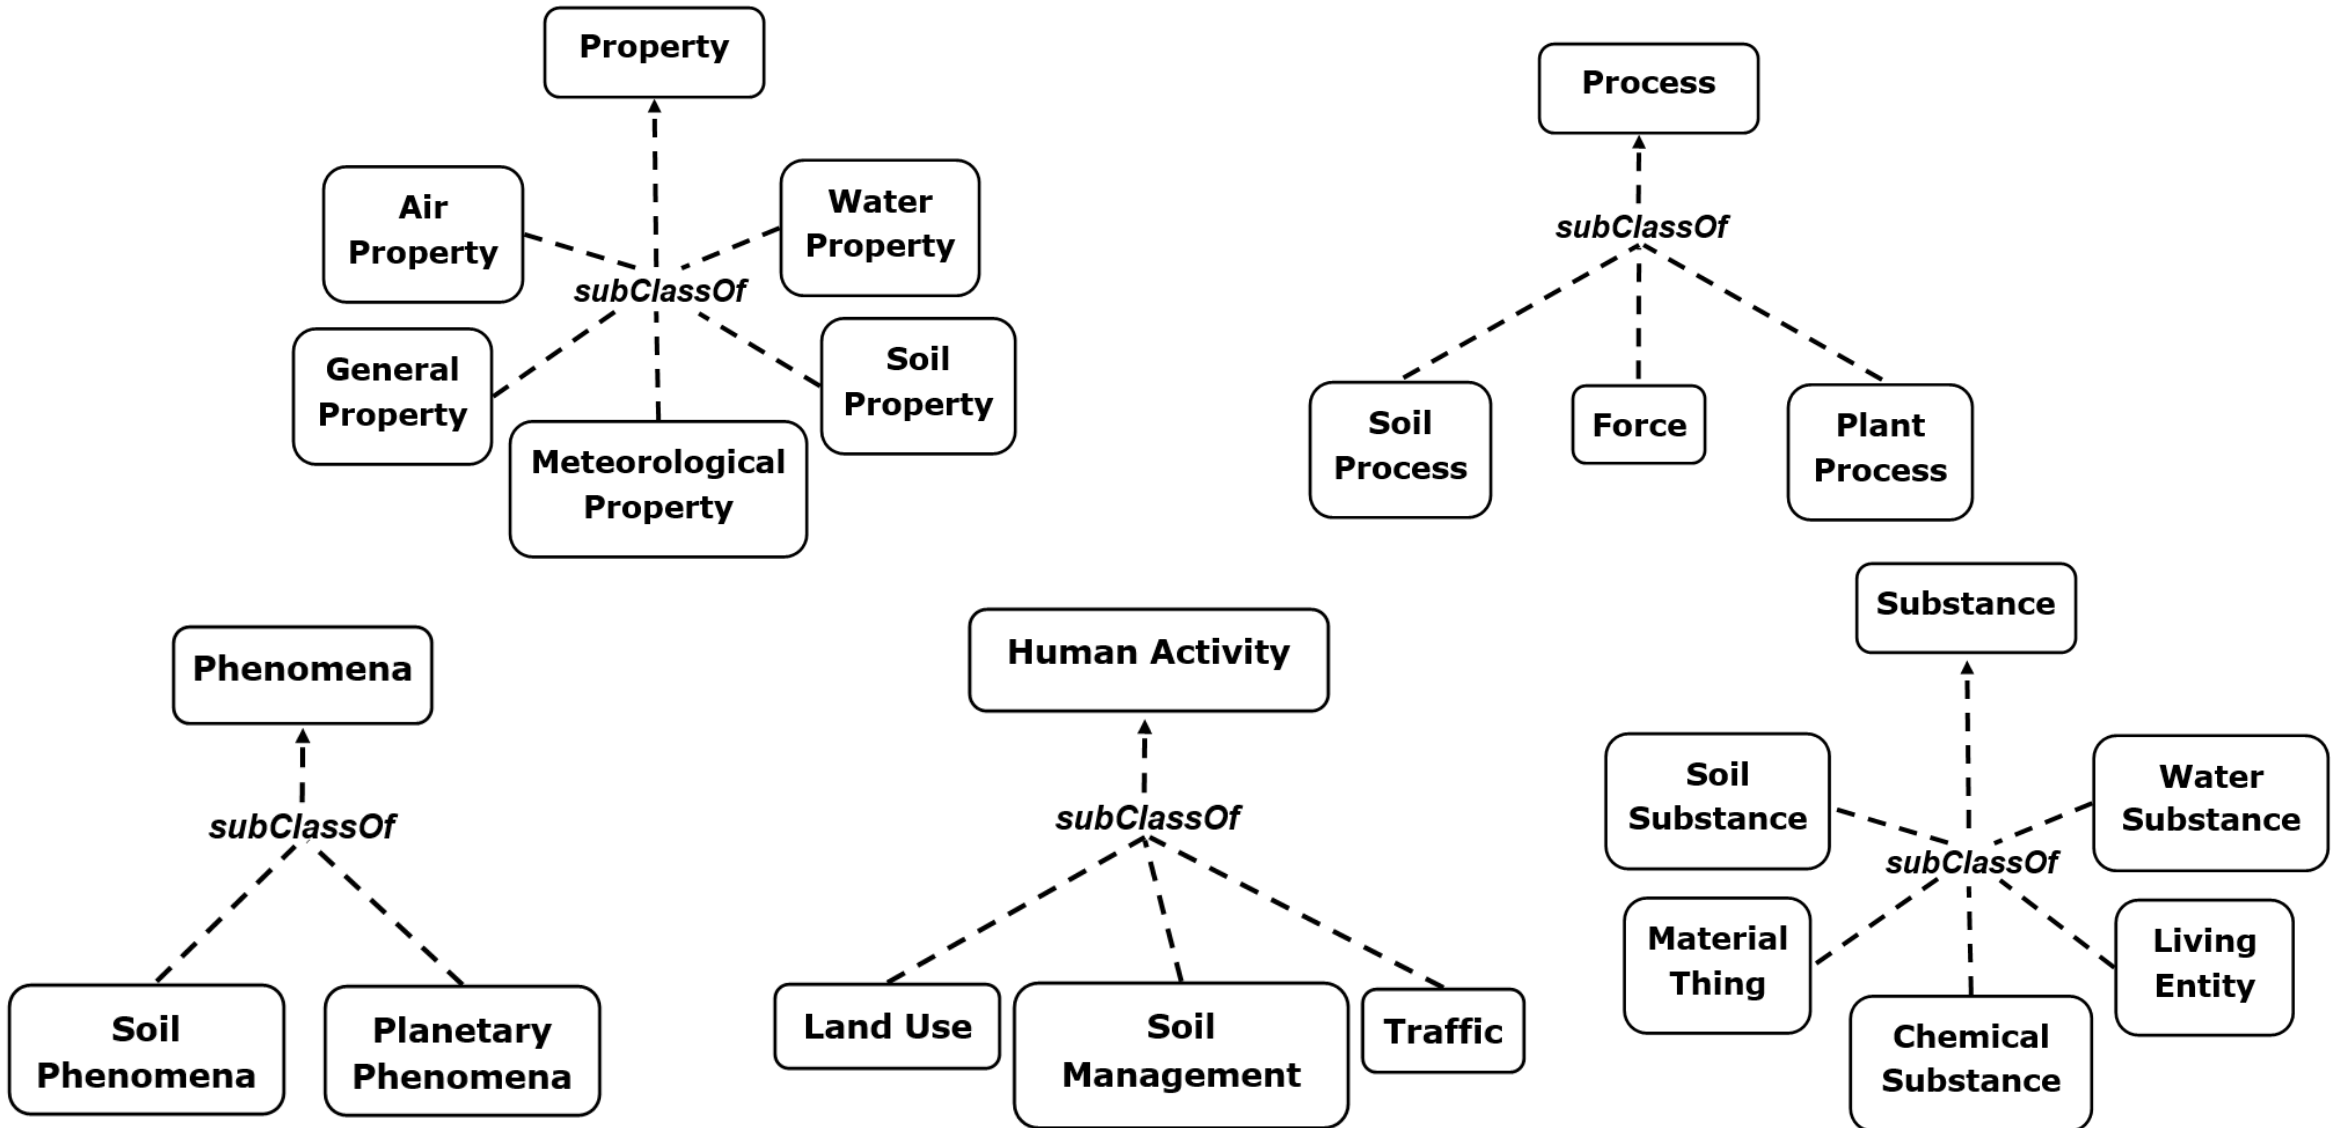 Property
Air
Property
Water
Property
subClassOf
General
Property
Soil
Property
Meteorological
Property
Process
subClassOf
Soil
Process
Force
Plant
Process
Phenomena
subClassOf
Soil
Phenomena
Planetary
Phenomena
Human Activity
subClassOf
Land Use
Soil
Management
Traffic
Substance
Soil
Substance
Water
Substance
subClassOf
Material
Thing
Living
Entity
Chemical
Substance